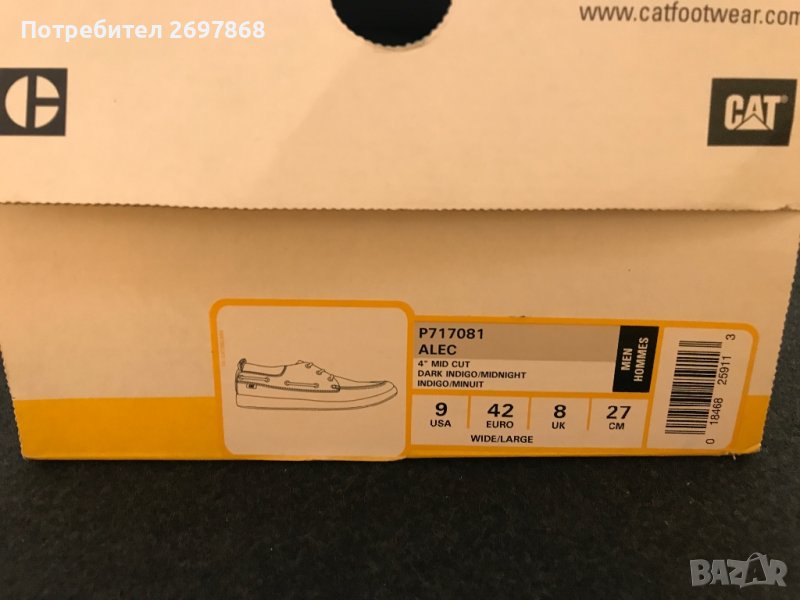 Потребител 2697868
www.catfootwear.com
CAT
P717081
ALEC
4" MID CUT
DARK INDIGO/MIDNIGHT
INDIGO/MINUIT
MEN
HOMMES
9
USA
42
EURO
8
UK
27
CM
WIDE/LARGE
0 18468 25911 3
BAZAR